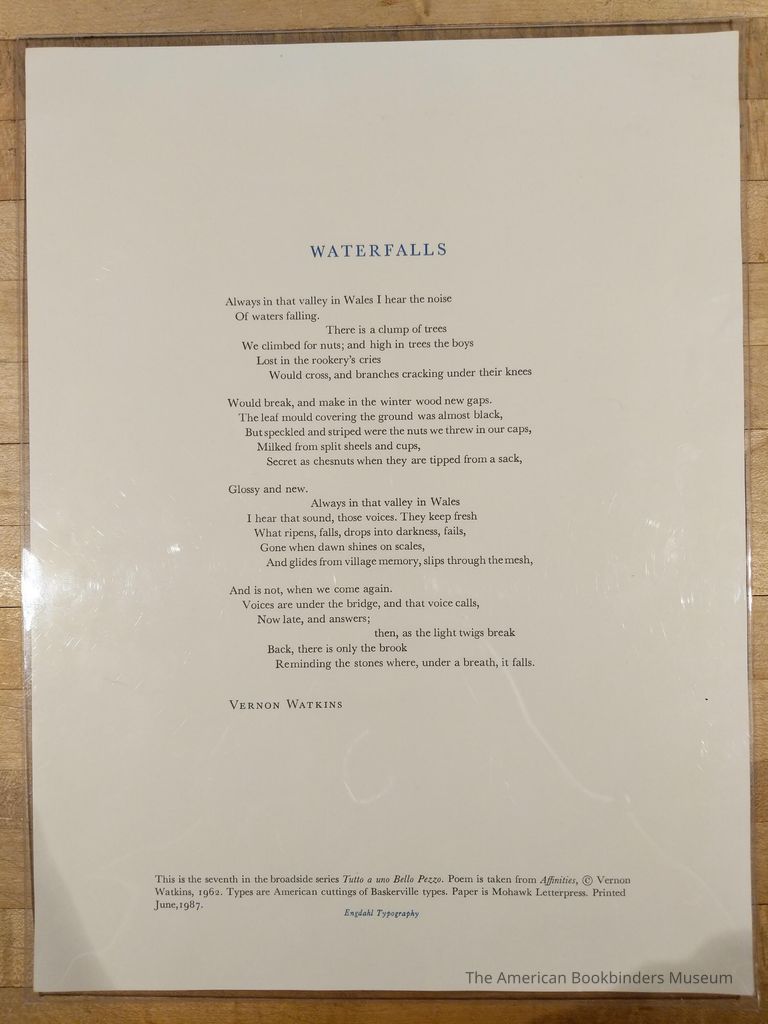 WATERFALLS
Always in that valley in Wales I hear the noise
Of waters falling.
There is a clump of trees
We climbed for nuts; and high in trees the boys
Lost in the rookery's cries
Would cross, and branches cracking under their knees
Would break, and make in the winter wood new gaps.
The leaf mould covering the ground was almost black,
But speckled and striped were the nuts we threw in our caps,
Milked from split sheels and cups,
Secret as chesnuts when they are tipped from a sack,
Glossy and new.
Always in that valley in Wales
I hear that sound, those voices. They keep fresh
What ripens, falls, drops into darkness, fails,
Gone when dawn shines on scales,
And glides from village memory, slips through the mesh,
And is not, when we come again.
Voices are under the bridge, and that voice calls,
Now late, and answers;
then, as the light twigs break
Back, there is only the brook
Reminding the stones where, under a breath, it falls.
VERNON WATKINS
This is the seventh in the broadside series Tutto a uno Bello Pezzo. Poem is taken from Affinities, © Vernon
Watkins, 1962. Types are American cuttings of Baskerville types. Paper is Mohawk Letterpress. Printed
June,1987.
Engdahl Typography
The American Bookbinders Museum